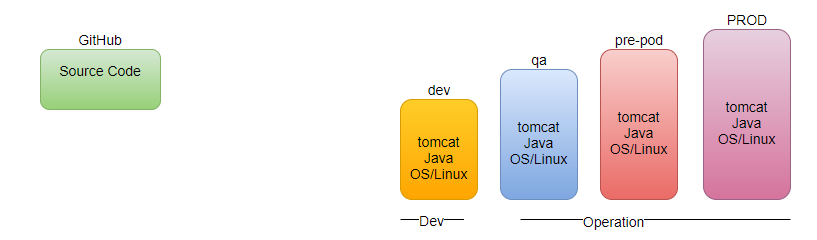 GitHub
Source Code
dev
tomcat
Java
OS/Linux
qa
tomcat
Java
OS/Linux
pre-pod
tomcat
Java
OS/Linux
PROD
tomcat
Java
OS/Linux
Dev
Operation